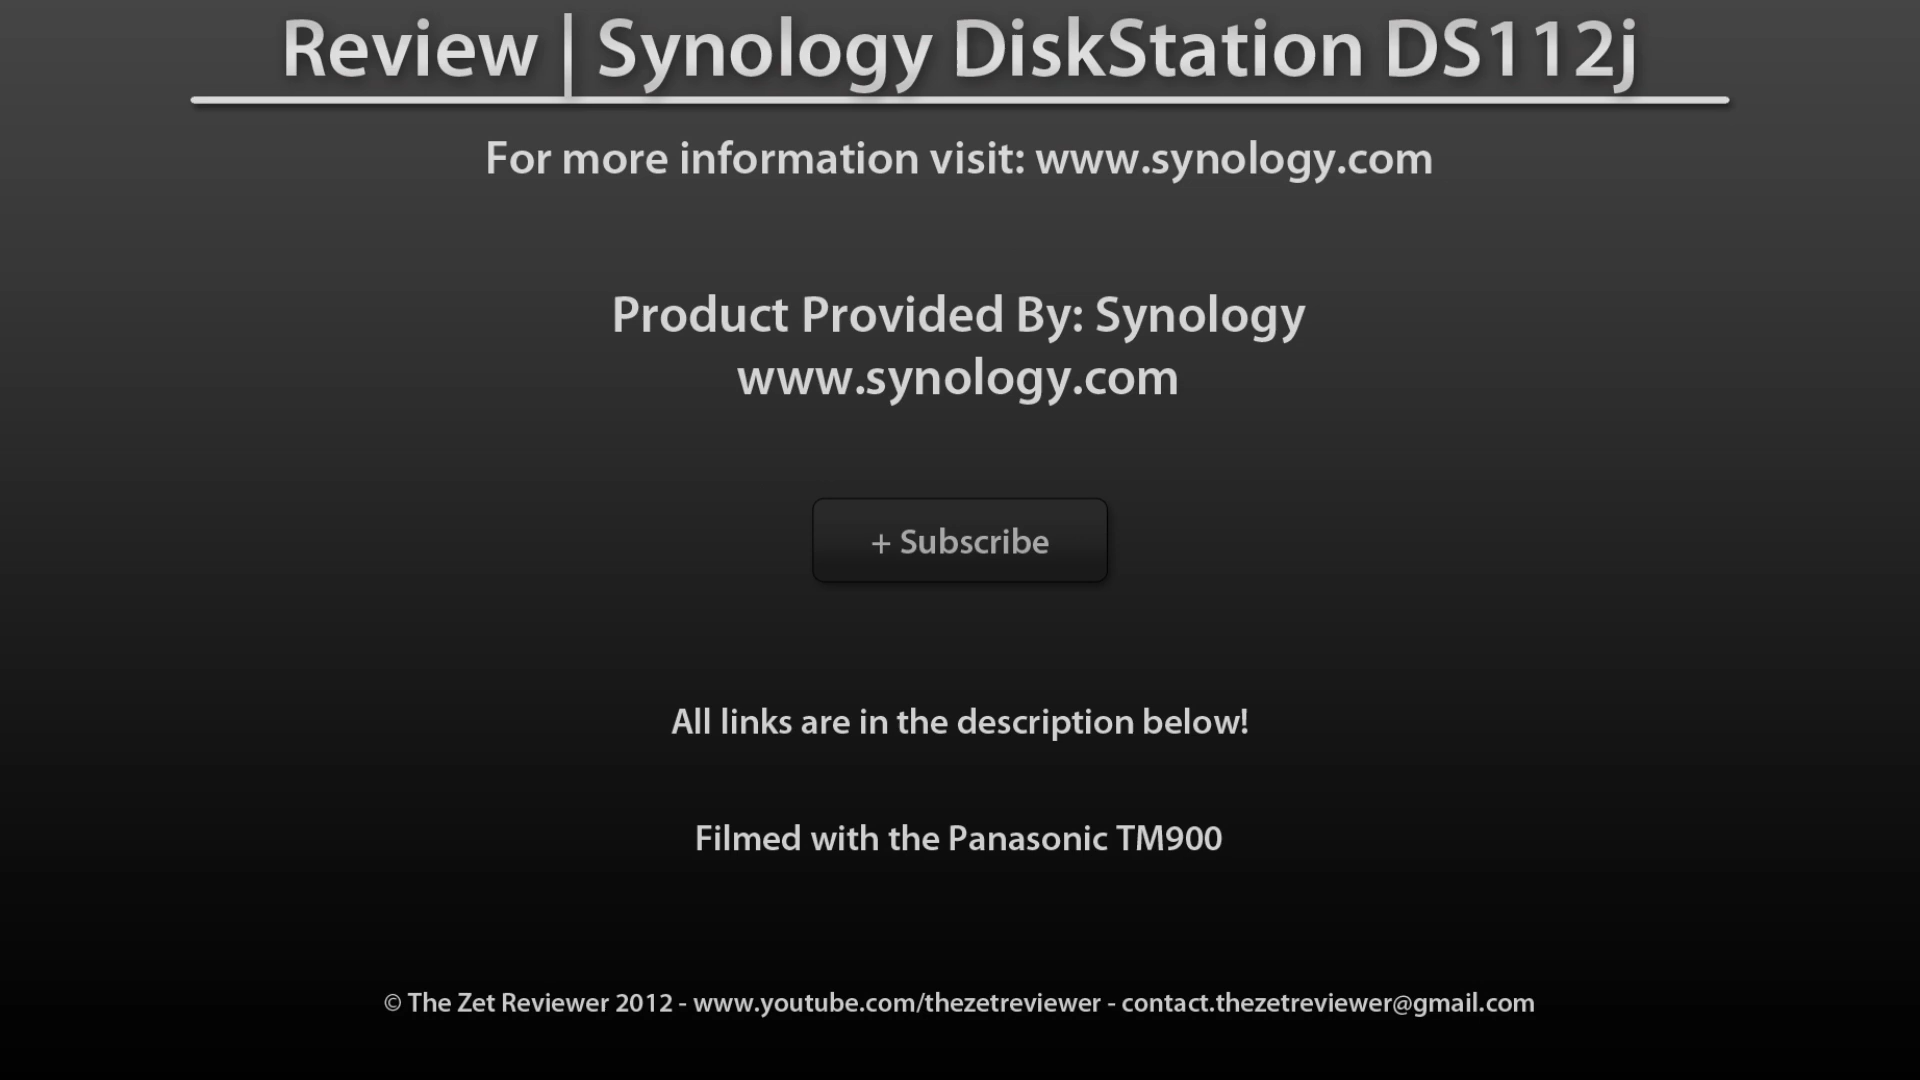 Review | Synology DiskStation DS112j
For more information visit: www.synology.com
Product Provided By: Synology
www.synology.com
+ Subscribe
All links are in the description below!
Filmed with the Panasonic TM900
© The Zet Reviewer 2012 - www.youtube.com/thezetreviewer - contact.thezetreviewer@gmail.com